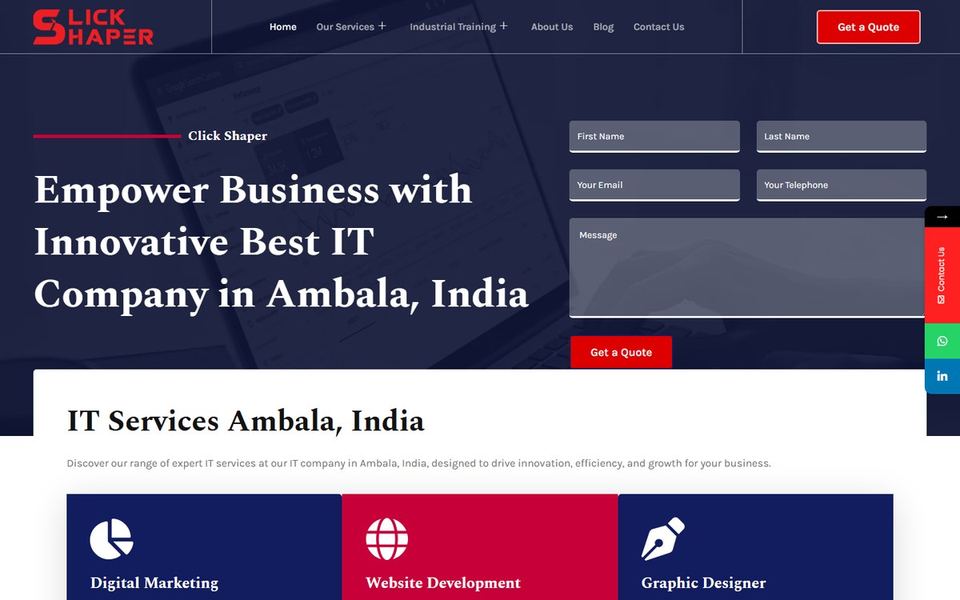 SLICK
SHAPER
Home
Our Services +
Industrial Training +
About Us
Blog
Contact Us
Get a Quote
Click Shaper
Empower Business with
Innovative Best IT
Company in Ambala, India
First Name
Last Name
Your Email
Your Telephone
Message
Get a Quote
→
Contact Us
in
IT Services Ambala, India
Discover our range of expert IT services at our IT company in Ambala, India, designed to drive innovation, efficiency, and growth for your business.
Digital Marketing
Website Development
Graphic Designer